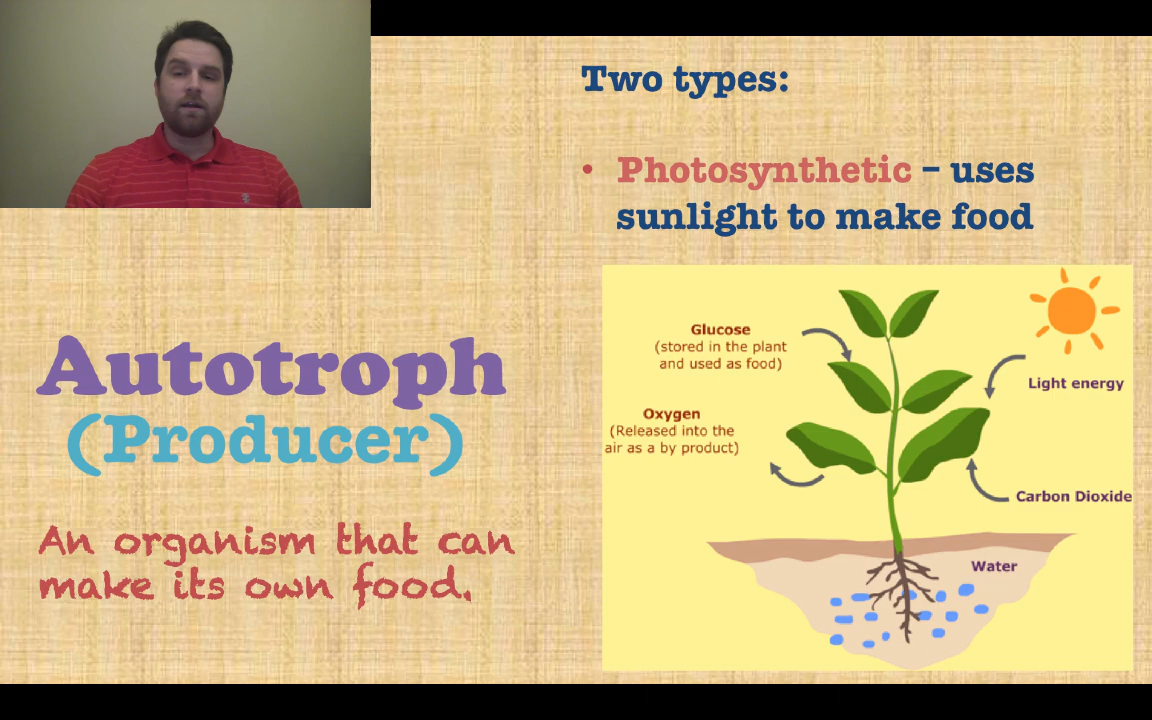 Two types:
• Photosynthetic – uses
sunlight to make food
Autotroph
(Producer)
An organism that can
make its own food.
Glucose
(stored in the plant
and used as food)
Oxygen
(Released into the
air as a by product)
Light energy
Carbon Dioxide
Water